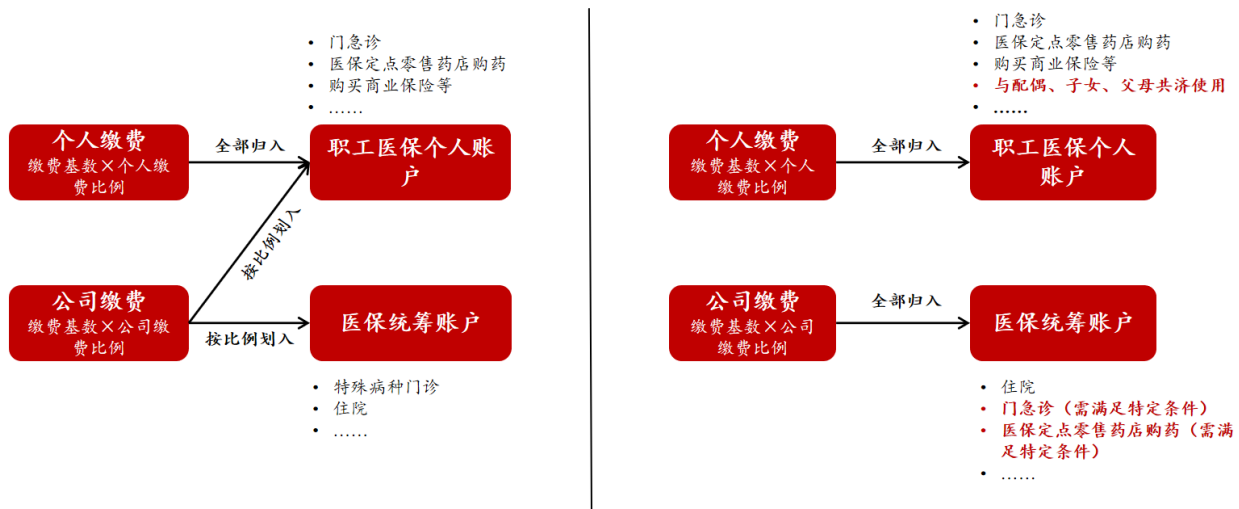 • 门急诊
• 医保定点零售药店购药
• 购买商业保险等
• ……
个人缴费
缴费基数×个人缴
费比例
全部归入
职工医保个人账
户
按比例划入
公司缴费
缴费基数×公司缴
费比例
按比例划入
医保统筹账户
• 特殊病种门诊
• 住院
• ……
• 门急诊
• 医保定点零售药店购药
• 购买商业保险等
• 与配偶、子女、父母共济使用
• ……
个人缴费
缴费基数×个人
缴费比例
全部归入
职工医保个人
账户
公司缴费
缴费基数×公司
缴费比例
全部归入
医保统筹账户
• 住院
• 门急诊（需满足特定条件）
• 医保定点零售药店购药（需满
足特定条件）
• ……